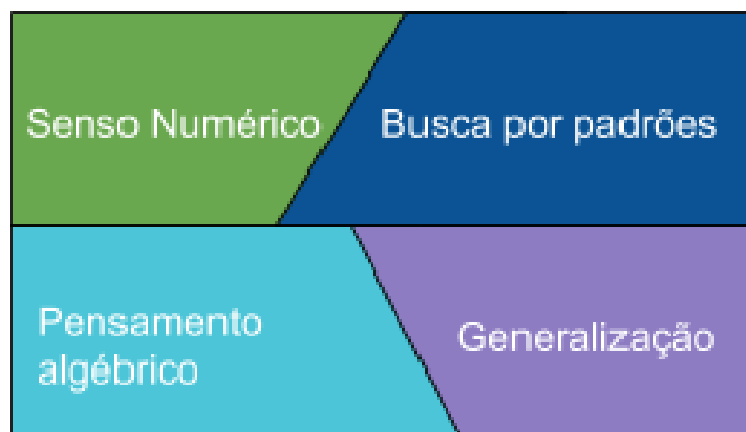 Senso Numérico
Busca por padrões
Pensamento
algébrico
Generalização